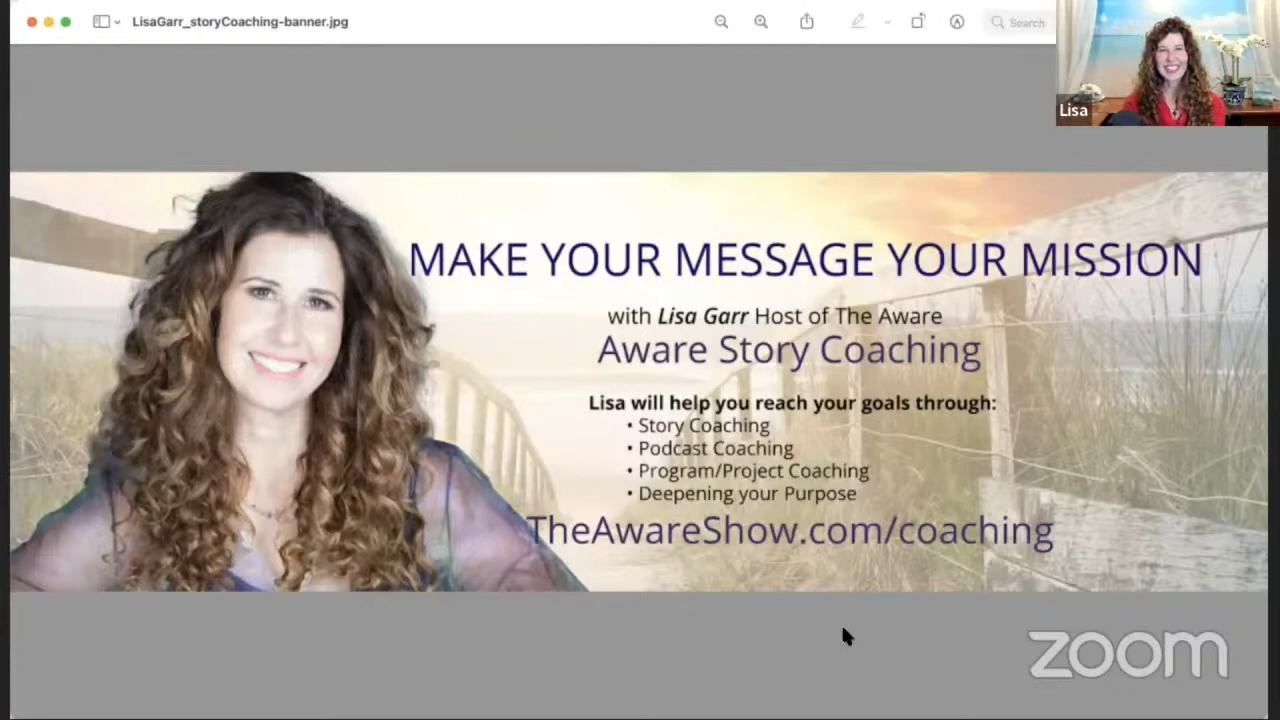 LisaGarr_storyCoaching-banner.jpg
Search
Lisa
MAKE YOUR MESSAGE YOUR MISSION
with Lisa Garr Host of The Aware
Aware Story Coaching
Lisa will help you reach your goals through:
• Story Coaching
• Podcast Coaching
• Program/Project Coaching
• Deepening your Purpose
TheAwareShow.com/coaching
zoom